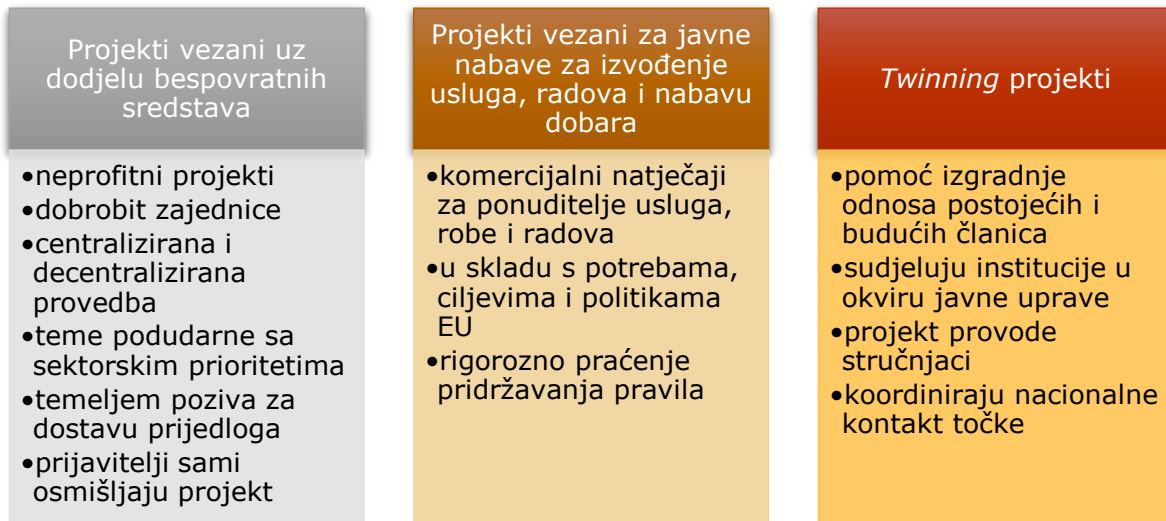 Projekti vezani uz
dodjelu bespovratnih
sredstava
•neprofitni projekti
•dobrobit zajednice
•centralizirana i
decentralizirana
provedba
•teme podudarne sa
sektorskim prioritetima
•temeljem poziva za
dostavu prijedloga
•prijavitelji sami
osmišljaju projekt
Projekti vezani za javne
nabave za izvođenje
usluga, radova i nabavu
dobara
•komercijalni natječaji
za ponuditelje usluga,
robe i radova
•u skladu s potrebama,
ciljevima i politikama
EU
•rigorozno praćenje
pridržavanja pravila
Twinning projekti
•pomoć izgradnje
odnosa postojećih i
budućih članica
•sudjeluju institucije u
okviru javne uprave
•projekt provode
stručnjaci
•koordiniraju nacionalne
kontakt točke